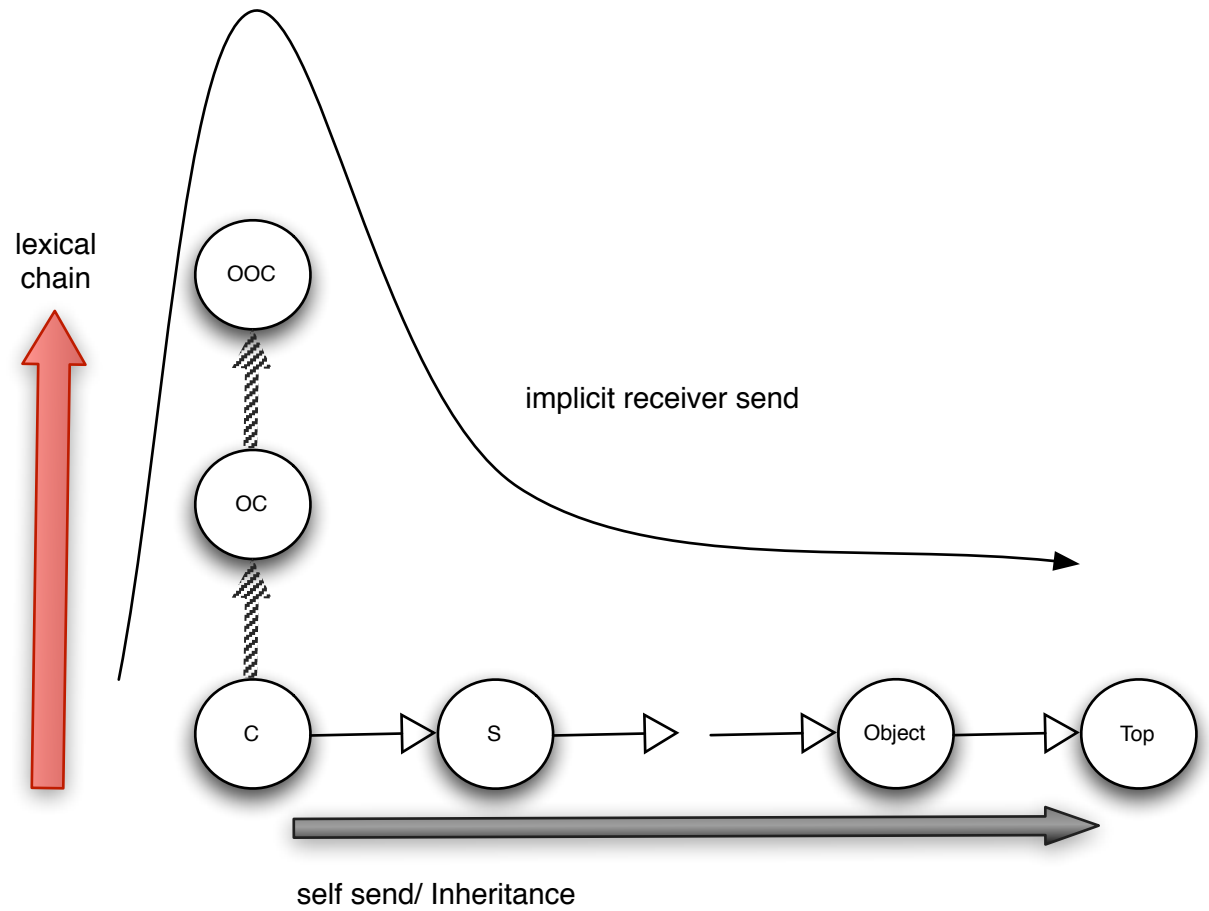 lexical
chain
OOC
implicit receiver send
OC
C
S
Object
Top
self send/ Inheritance